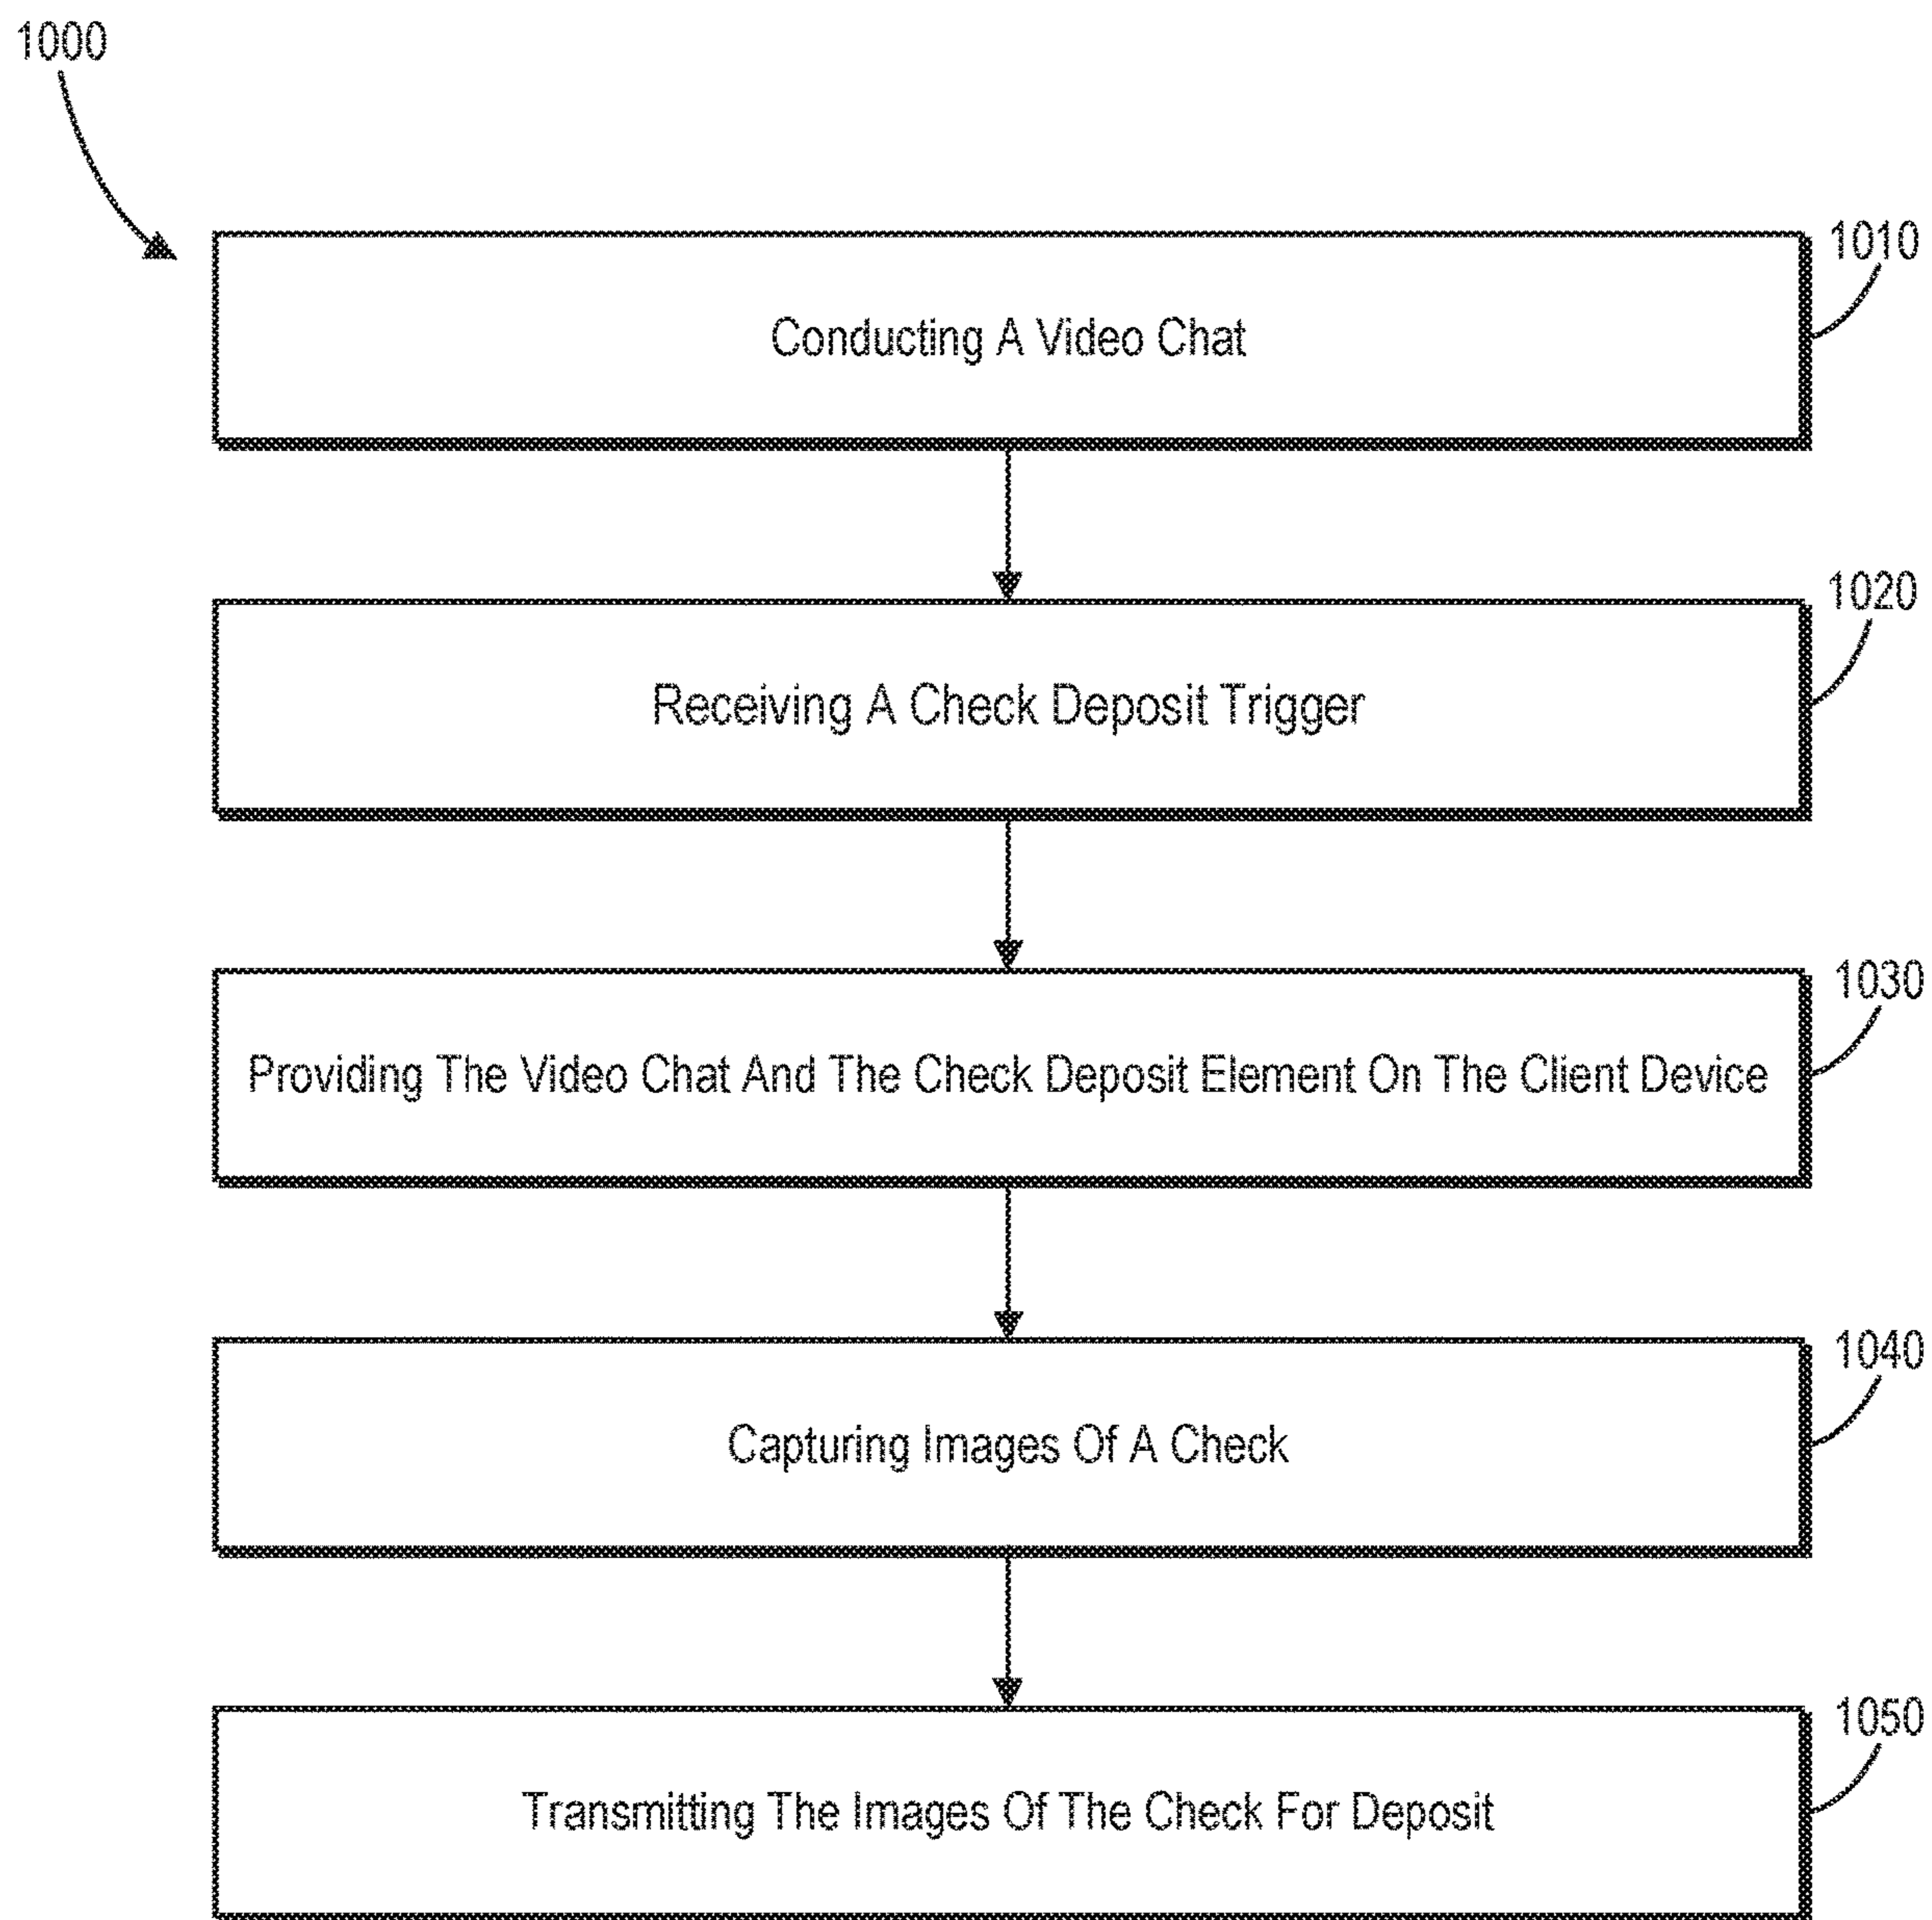 1000
1010
Conducting A Video Chat
1020
Receiving A Check Deposit Trigger
1030
Providing The Video Chat And The Check Deposit Element On The Client Device
1040
Capturing Images Of A Check
1050
Transmitting The Images Of The Check For Deposit